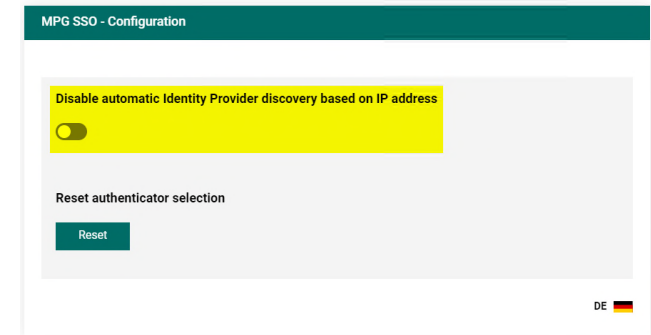 MPG SSO - Configuration
Disable automatic Identity Provider discovery based on IP address
Reset authenticator selection
Reset
DE